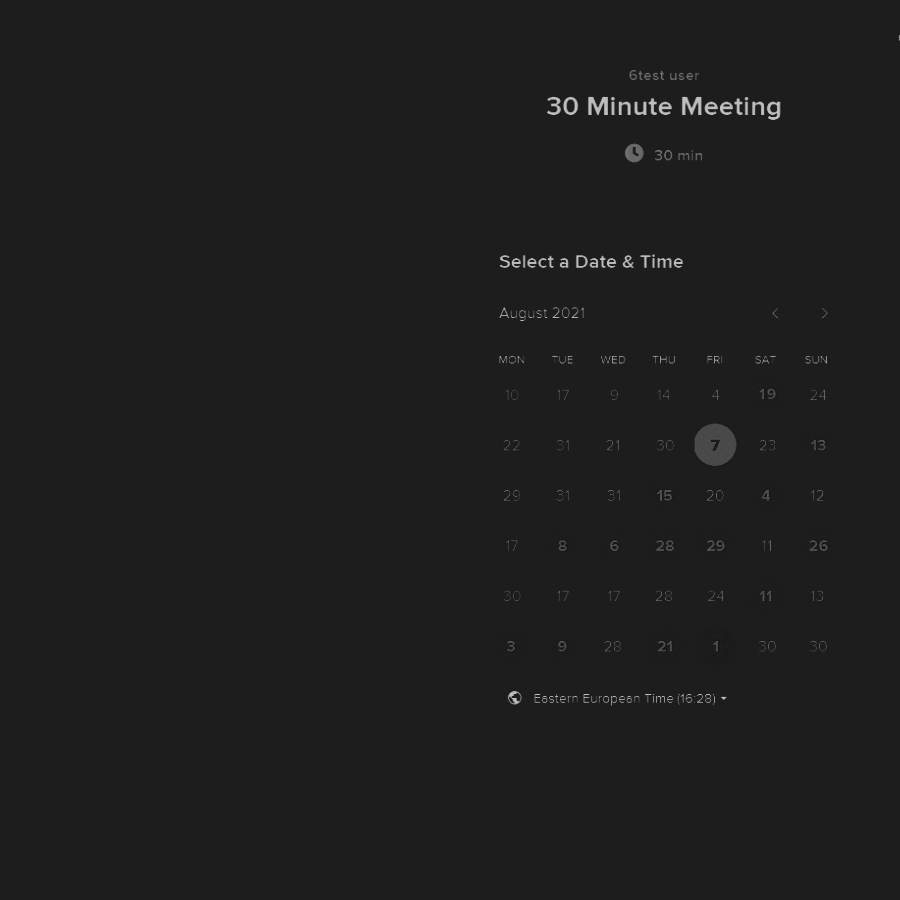 6test user
30 Minute Meeting
30 min
Select a Date & Time
August 2021
MON TUE WED THU FRI SAT SUN
10 17 9 14 4 19 24
22 31 21 30 7 23 13
29 31 31 15 20 4 12
17 8 6 28 29 11 26
30 17 17 28 24 11 13
3 9 28 21 1 30 30
Eastern European Time (16:28)